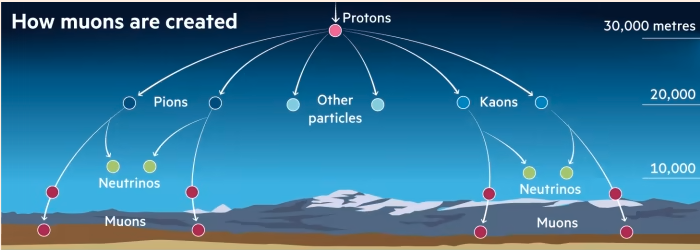 How muons are created
Protons
30,000 metres
Pions
Other
particles
Kaons
20,000
Neutrinos
Neutrinos
10,000
Muons
Muons